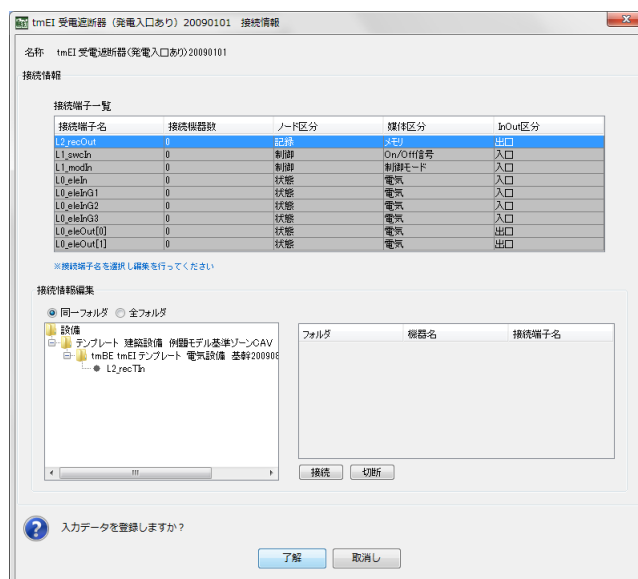 tmEI 受電遮断器（発電入口あり）20090101　接続情報
名称　tmEI 受電遮断器(発電入口あり)20090101
接続情報
接続端子一覧
接続端子名 接続機器数 ノード区分 媒体区分 InOut区分
L2_recOut 0 記録 メモリ 出口
L1_swcIn 0 制御 On/Off信号 入口
L1_modIn 0 制御 制御モード 入口
L0_eleIn 0 状態 電気 入口
L0_eleInG1 0 状態 電気 入口
L0_eleInG2 0 状態 電気 入口
L0_eleInG3 0 状態 電気 入口
L0_eleOut[0] 0 状態 電気 出口
L0_eleOut[1] 0 状態 電気 出口
※接続端子名を選択し編集を行ってください
接続情報編集
同一フォルダ 全フォルダ
設備
テンプレート 建築設備 例題モデル基準ゾーンCAV
tmBE tmEI テンプレート 電気設備 基幹200908
L2_recTIn
フォルダ 機器名 接続端子名
接続 切断
入力データを登録しますか？
了解 取消し